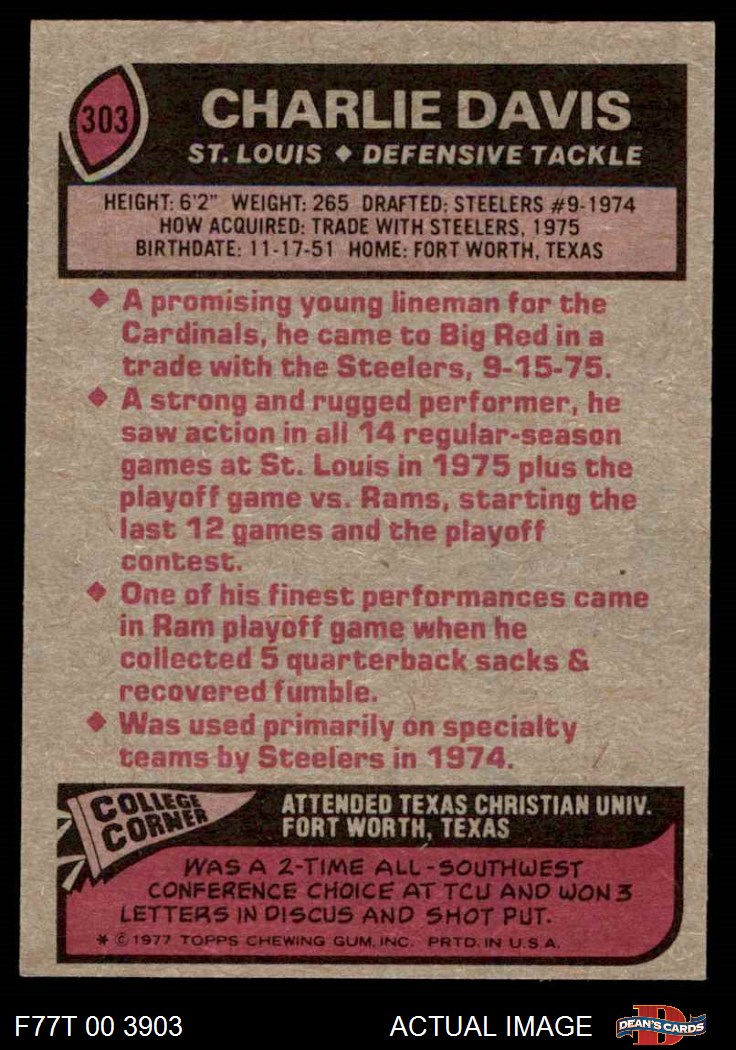 303
CHARLIE DAVIS
ST. LOUIS ◆ DEFENSIVE TACKLE
HEIGHT: 6'2" WEIGHT: 265 DRAFTED: STEELERS #9-1974
HOW ACQUIRED: TRADE WITH STEELERS, 1975
BIRTHDATE: 11-17-51 HOME: FORT WORTH, TEXAS
◆ A promising young lineman for the
Cardinals, he came to Big Red in a
trade with the Steelers, 9-15-75.
◆ A strong and rugged performer, he
saw action in all 14 regular-season
games at St. Louis in 1975 plus the
playoff game vs. Rams, starting the
last 12 games and the playoff
contest.
◆ One of his finest performances came
in Ram playoff game when he
collected 5 quarterback sacks &
recovered fumble.
◆ Was used primarily on specialty
teams by Steelers in 1974.
COLLEGE
CORNER
ATTENDED TEXAS CHRISTIAN UNIV.
FORT WORTH, TEXAS
WAS A 2-TIME ALL-SOUTHWEST
CONFERENCE CHOICE AT TCU AND WON 3
LETTERS IN DISCUS AND SHOT PUT.
* © 1977 TOPPS CHEWING GUM, INC. PRTD. IN U.S.A.
F77T 00 3903
ACTUAL IMAGE
D
DEAN'S CARDS